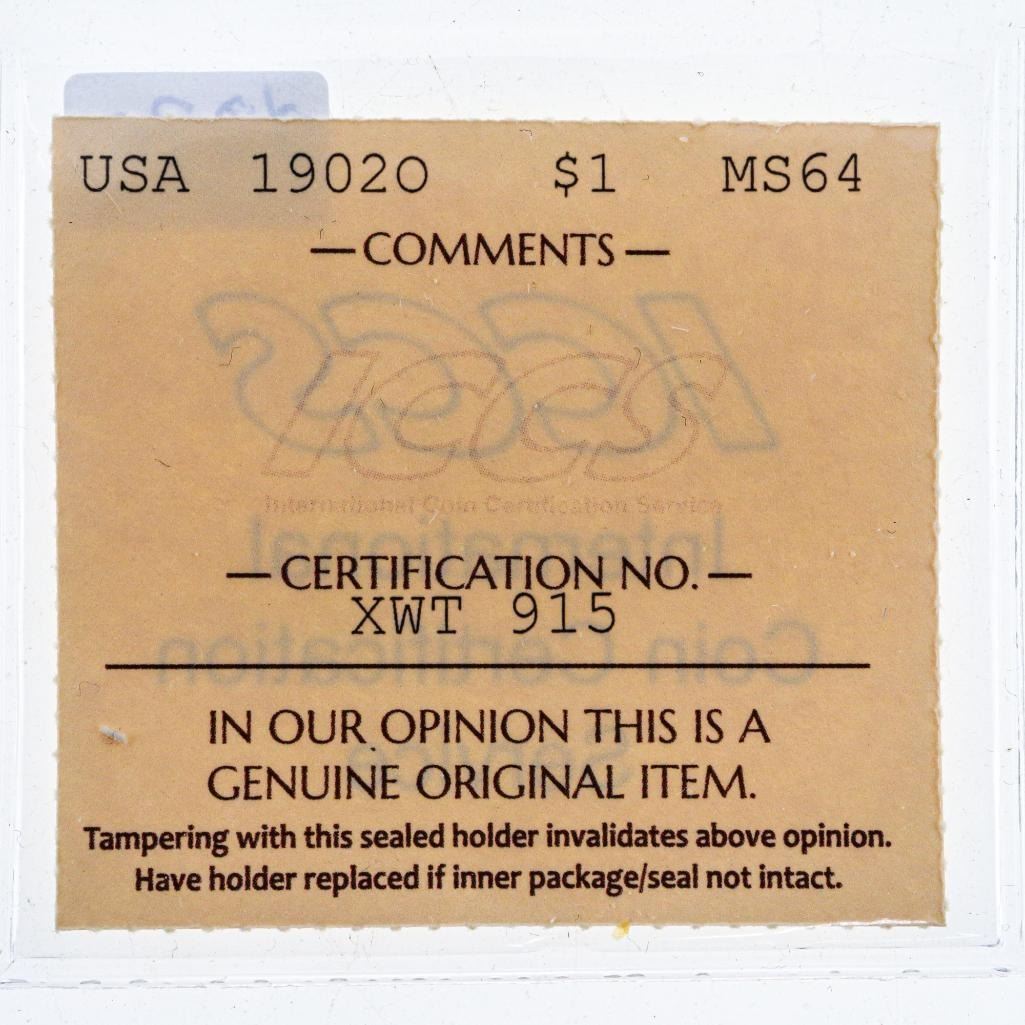 USA 1902O $1 MS64
—COMMENTS—
ICCS
International Coin Certification Service
—CERTIFICATION NO.—
XWT 915
IN OUR OPINION THIS IS A
GENUINE ORIGINAL ITEM.
Tampering with this sealed holder invalidates above opinion.
Have holder replaced if inner package/seal not intact.